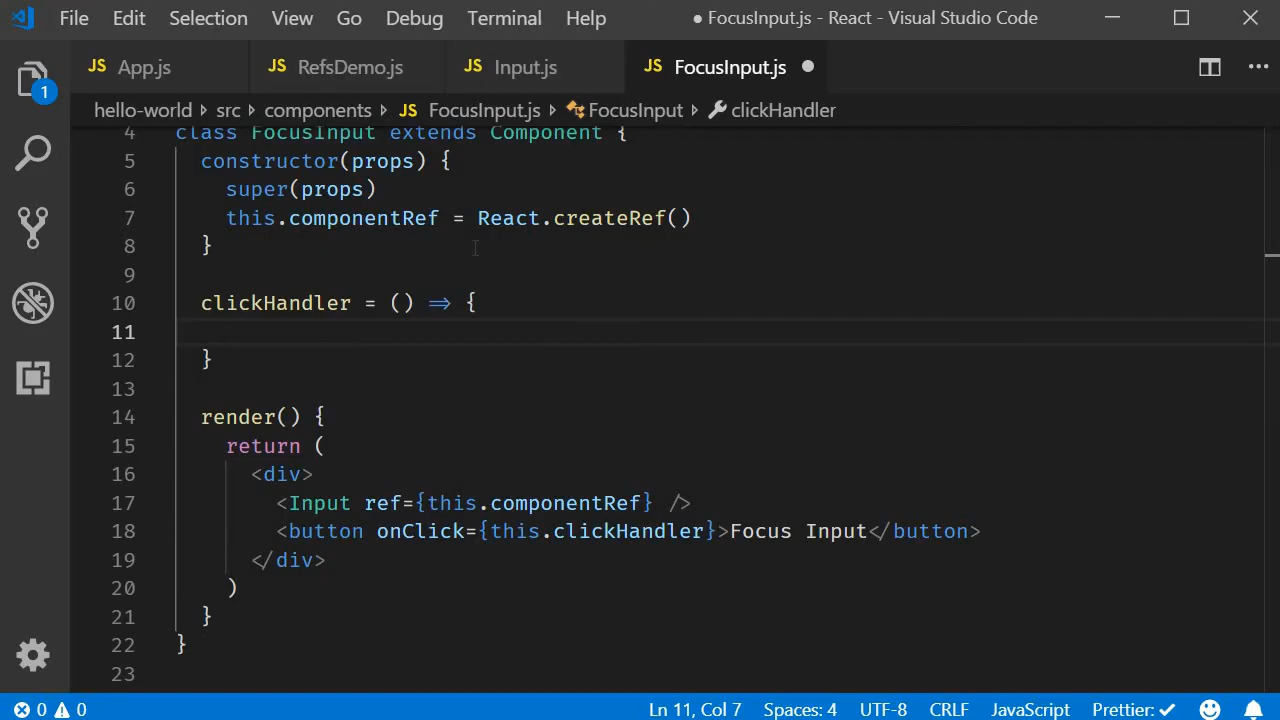 File Edit Selection View Go Debug Terminal Help ● FocusInput.js - React - Visual Studio Code
JS App.js JS RefsDemo.js JS Input.js JS FocusInput.js ●
1
hello-world › src › components › JS FocusInput.js › FocusInput › clickHandler
4 class FocusInput extends Component {
5 constructor(props) {
6 super(props)
7 this.componentRef = React.createRef()
8 }
9
10 clickHandler = () => {
11
12 }
13
14 render() {
15 return (
16 <div>
17 <Input ref={this.componentRef} />
18 <button onClick={this.clickHandler}>Focus Input</button>
19 </div>
20 )
21 }
22 }
23
0 0 Ln 11, Col 7 Spaces: 4 UTF-8 CRLF JavaScript Prettier: ✓